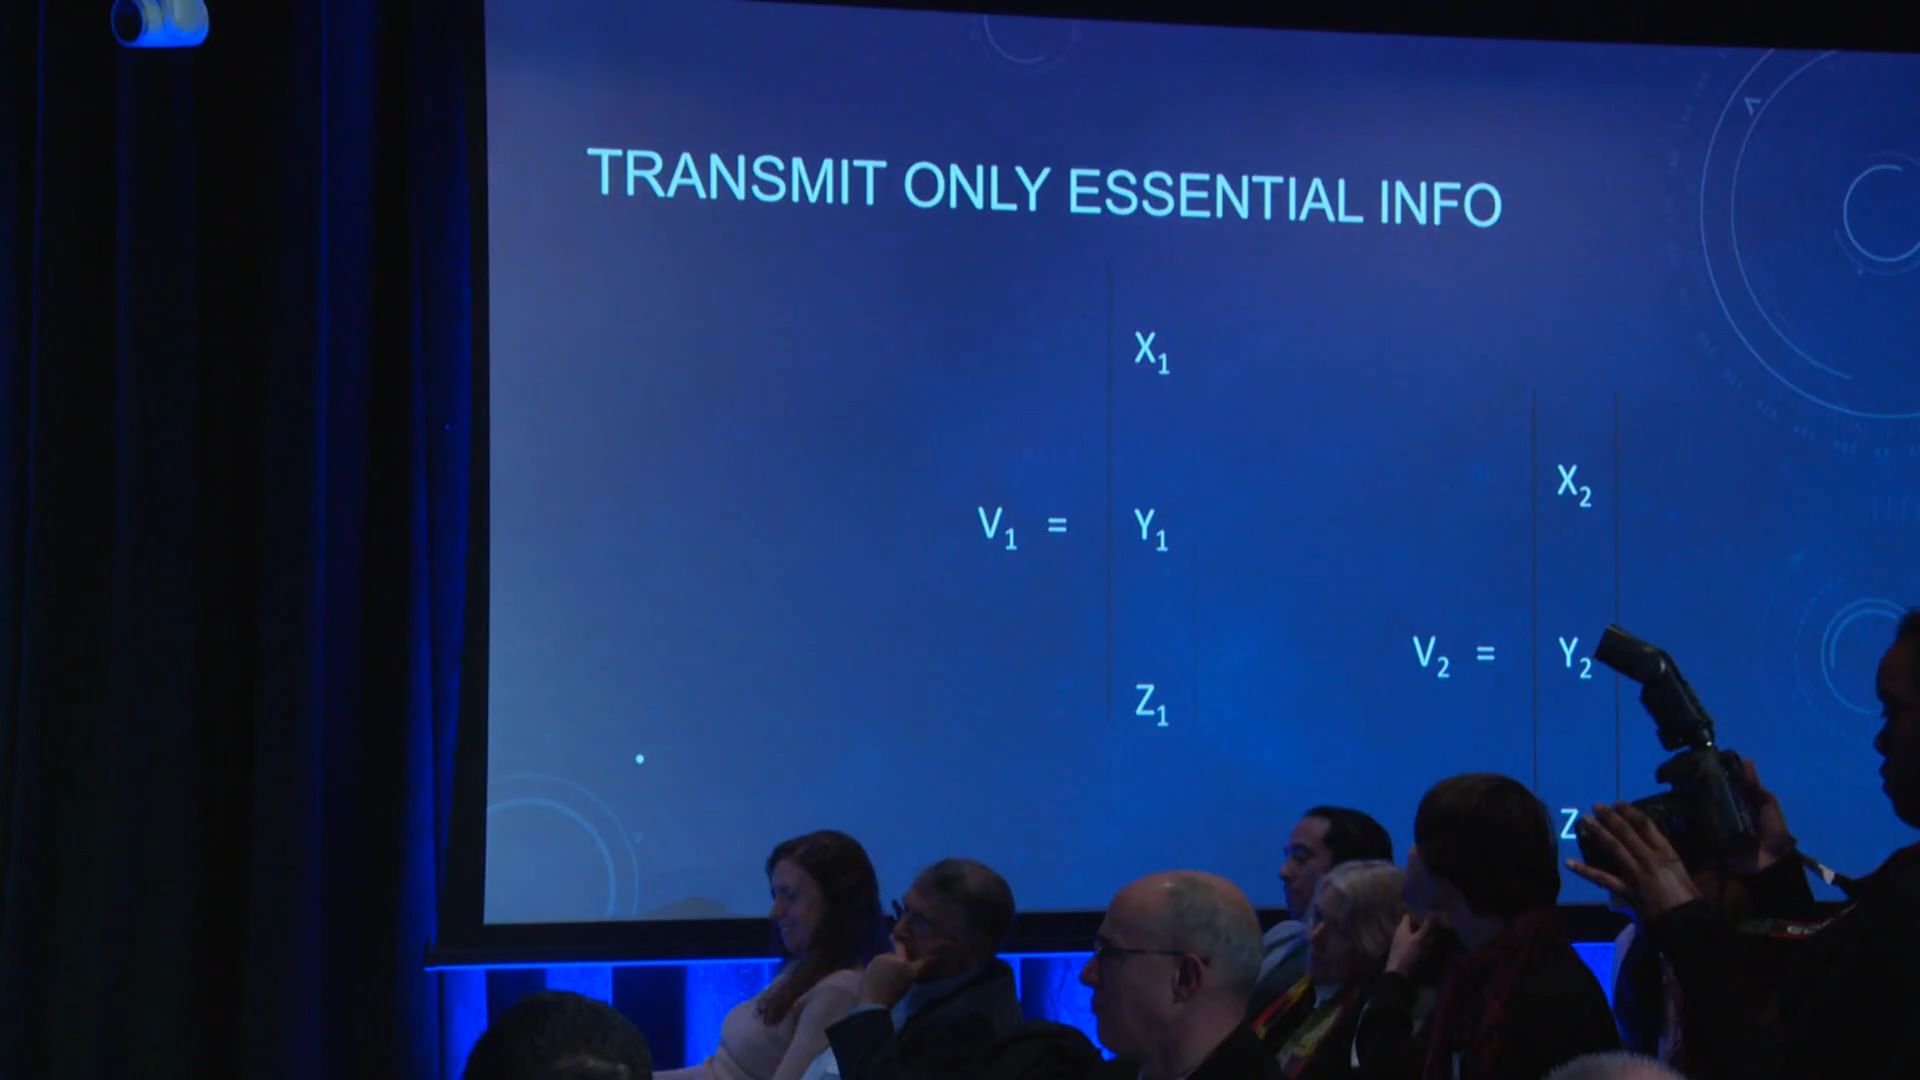 TRANSMIT ONLY ESSENTIAL INFO
X₁
V₁ = Y₁
Z₁
X₂
V₂ = Y₂
Z